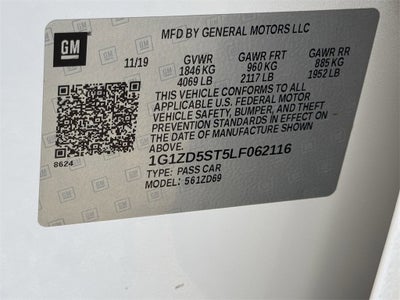 GM
MFD BY GENERAL MOTORS LLC
11/19 GVWR GAWR FRT GAWR RR
1846 KG 960 KG 885 KG
4069 LB 2117 LB 1952 LB
THIS VEHICLE CONFORMS TO ALL
APPLICABLE U.S. FEDERAL MOTOR
VEHICLE SAFETY, BUMPER, AND THEFT
PREVENTION STANDARDS IN EFFECT ON
THE DATE OF MANUFACTURE SHOWN
ABOVE.
8624
1G1ZD5ST5LF062116
TYPE: PASS CAR
MODEL: 561ZD69